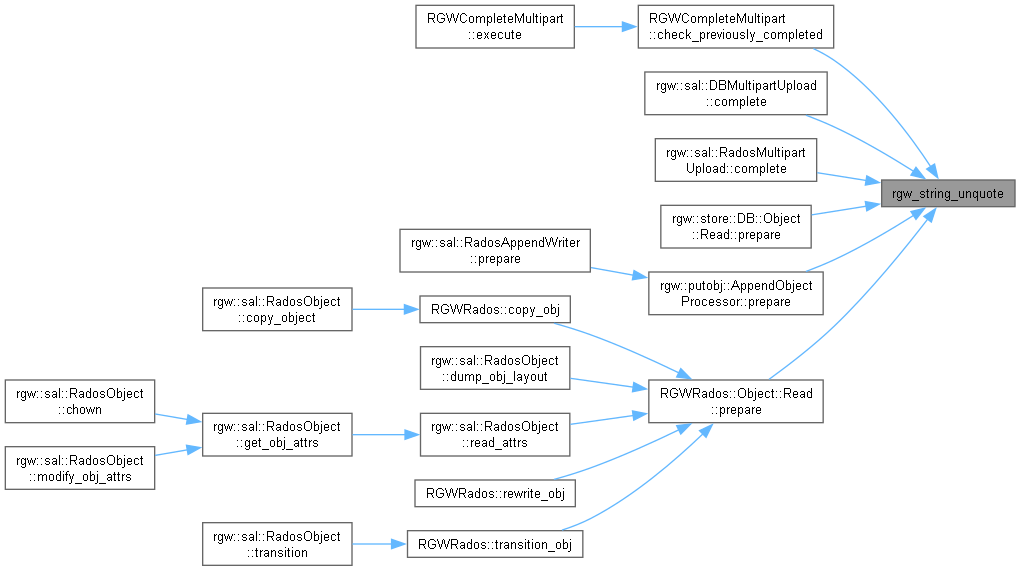 RGWCompleteMultipart
::execute
RGWCompleteMultipart
::check_previously_completed
rgw::sal::DBMultipartUpload
::complete
rgw::sal::RadosMultipart
Upload::complete
rgw_string_unquote
rgw::store::DB::Object
::Read::prepare
rgw::sal::RadosAppendWriter
::prepare
rgw::putobj::AppendObject
Processor::prepare
rgw::sal::RadosObject
::copy_object
RGWRados::copy_obj
rgw::sal::RadosObject
::dump_obj_layout
RGWRados::Object::Read
::prepare
rgw::sal::RadosObject
::chown
rgw::sal::RadosObject
::get_obj_attrs
rgw::sal::RadosObject
::read_attrs
rgw::sal::RadosObject
::modify_obj_attrs
RGWRados::rewrite_obj
rgw::sal::RadosObject
::transition
RGWRados::transition_obj